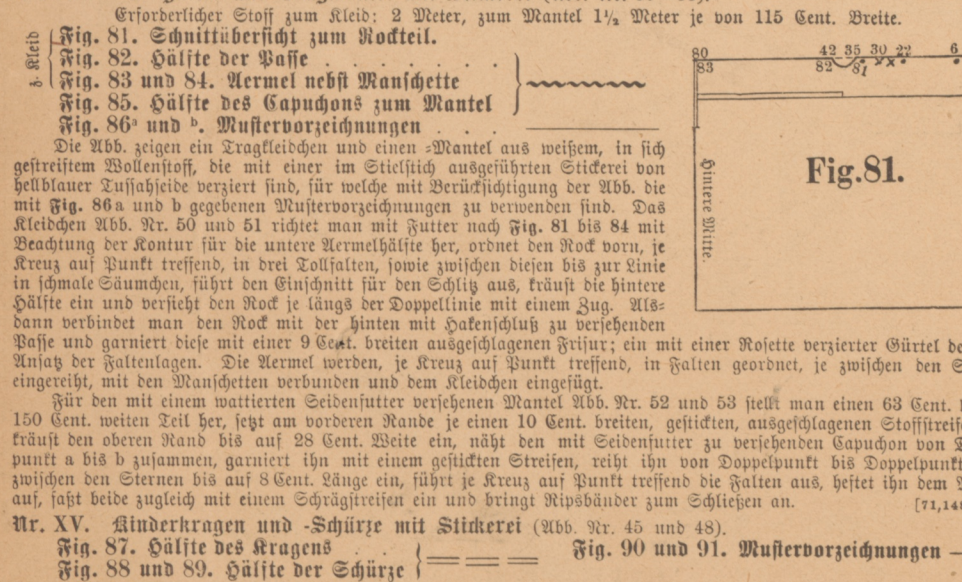 Erforderlicher Stoff zum Kleid: 2 Meter, zum Mantel 1½ Meter je von 115 Cent. Breite.
z. Kleid
Fig. 81. Schnittübersicht zum Rockteil.
Fig. 82. Hälfte der Passe . . . . . . .
Fig. 83 und 84. Aermel nebst Manschette
Fig. 85. Hälfte des Capuchons zum Mantel
Fig. 86a und b. Mustervorzeichnungen . . .
Die Abb. zeigen ein Tragkleidchen und einen =Mantel aus weißem, in sich
gestreiftem Wollenstoff, die mit einer im Stielstich ausgeführten Stickerei von
hellblauer Tussahseide verziert sind, für welche mit Berücksichtigung der Abb. die
mit Fig. 86 a und b gegebenen Mustervorzeichnungen zu verwenden sind. Das
Kleidchen Abb. Nr. 50 und 51 richtet man mit Futter nach Fig. 81 bis 84 mit
Beachtung der Kontur für die untere Aermelhälfte her, ordnet den Rock vorn, je
Kreuz auf Punkt treffend, in drei Tollfalten, sowie zwischen diesen bis zur Linie
in schmale Säumchen, führt den Einschnitt für den Schlitz aus, kräust die hintere
Hälfte ein und versieht den Rock je längs der Doppellinie mit einem Zug. Als=
dann verbindet man den Rock mit der hinten mit Hakenschluß zu versehenden
Passe und garniert diese mit einer 9 Cent. breiten ausgeschlagenen Frisur; ein mit einer Rosette verzierter Gürtel
Ansatz der Faltenlagen. Die Aermel werden, je Kreuz auf Punkt treffend, in Falten geordnet, je zwischen den
eingereiht, mit den Manschetten verbunden und dem Kleidchen eingefügt.
Für den mit einem wattierten Seidenfutter versehenen Mantel Abb. Nr. 52 und 53 stellt man einen 63 Cent.
150 Cent. weiten Teil her, setzt am vorderen Rande je einen 10 Cent. breiten, gestickten, ausgeschlagenen
kräust den oberen Rand bis auf 28 Cent. Weite ein, näht den mit Seidenfutter zu versehenden Capuchon von
punkt a bis b zusammen, garniert ihn mit einem gestickten Streifen, reiht ihn von Doppelpunkt bis Doppelpunkt
zwischen den Sternen bis auf 8 Cent. Länge ein, führt je Kreuz auf Punkt treffend die Falten aus, heftet ihn dem
auf, faßt beide zugleich mit einem Schrägstreifen ein und bringt Ripsbänder zum Schließen an. [71,148
Nr. XV. Kinderkragen und -Schürze mit Stickerei (Abb. Nr. 45 und 48).
Fig. 87. Hälfte des Kragens . . . .
Fig. 88 und 89. Hälfte der Schürze
Fig. 90 und 91. Mustervorzeichnungen
80 42 35 30 22 6
83 82 81
Hintere Mitte.
Fig.81.